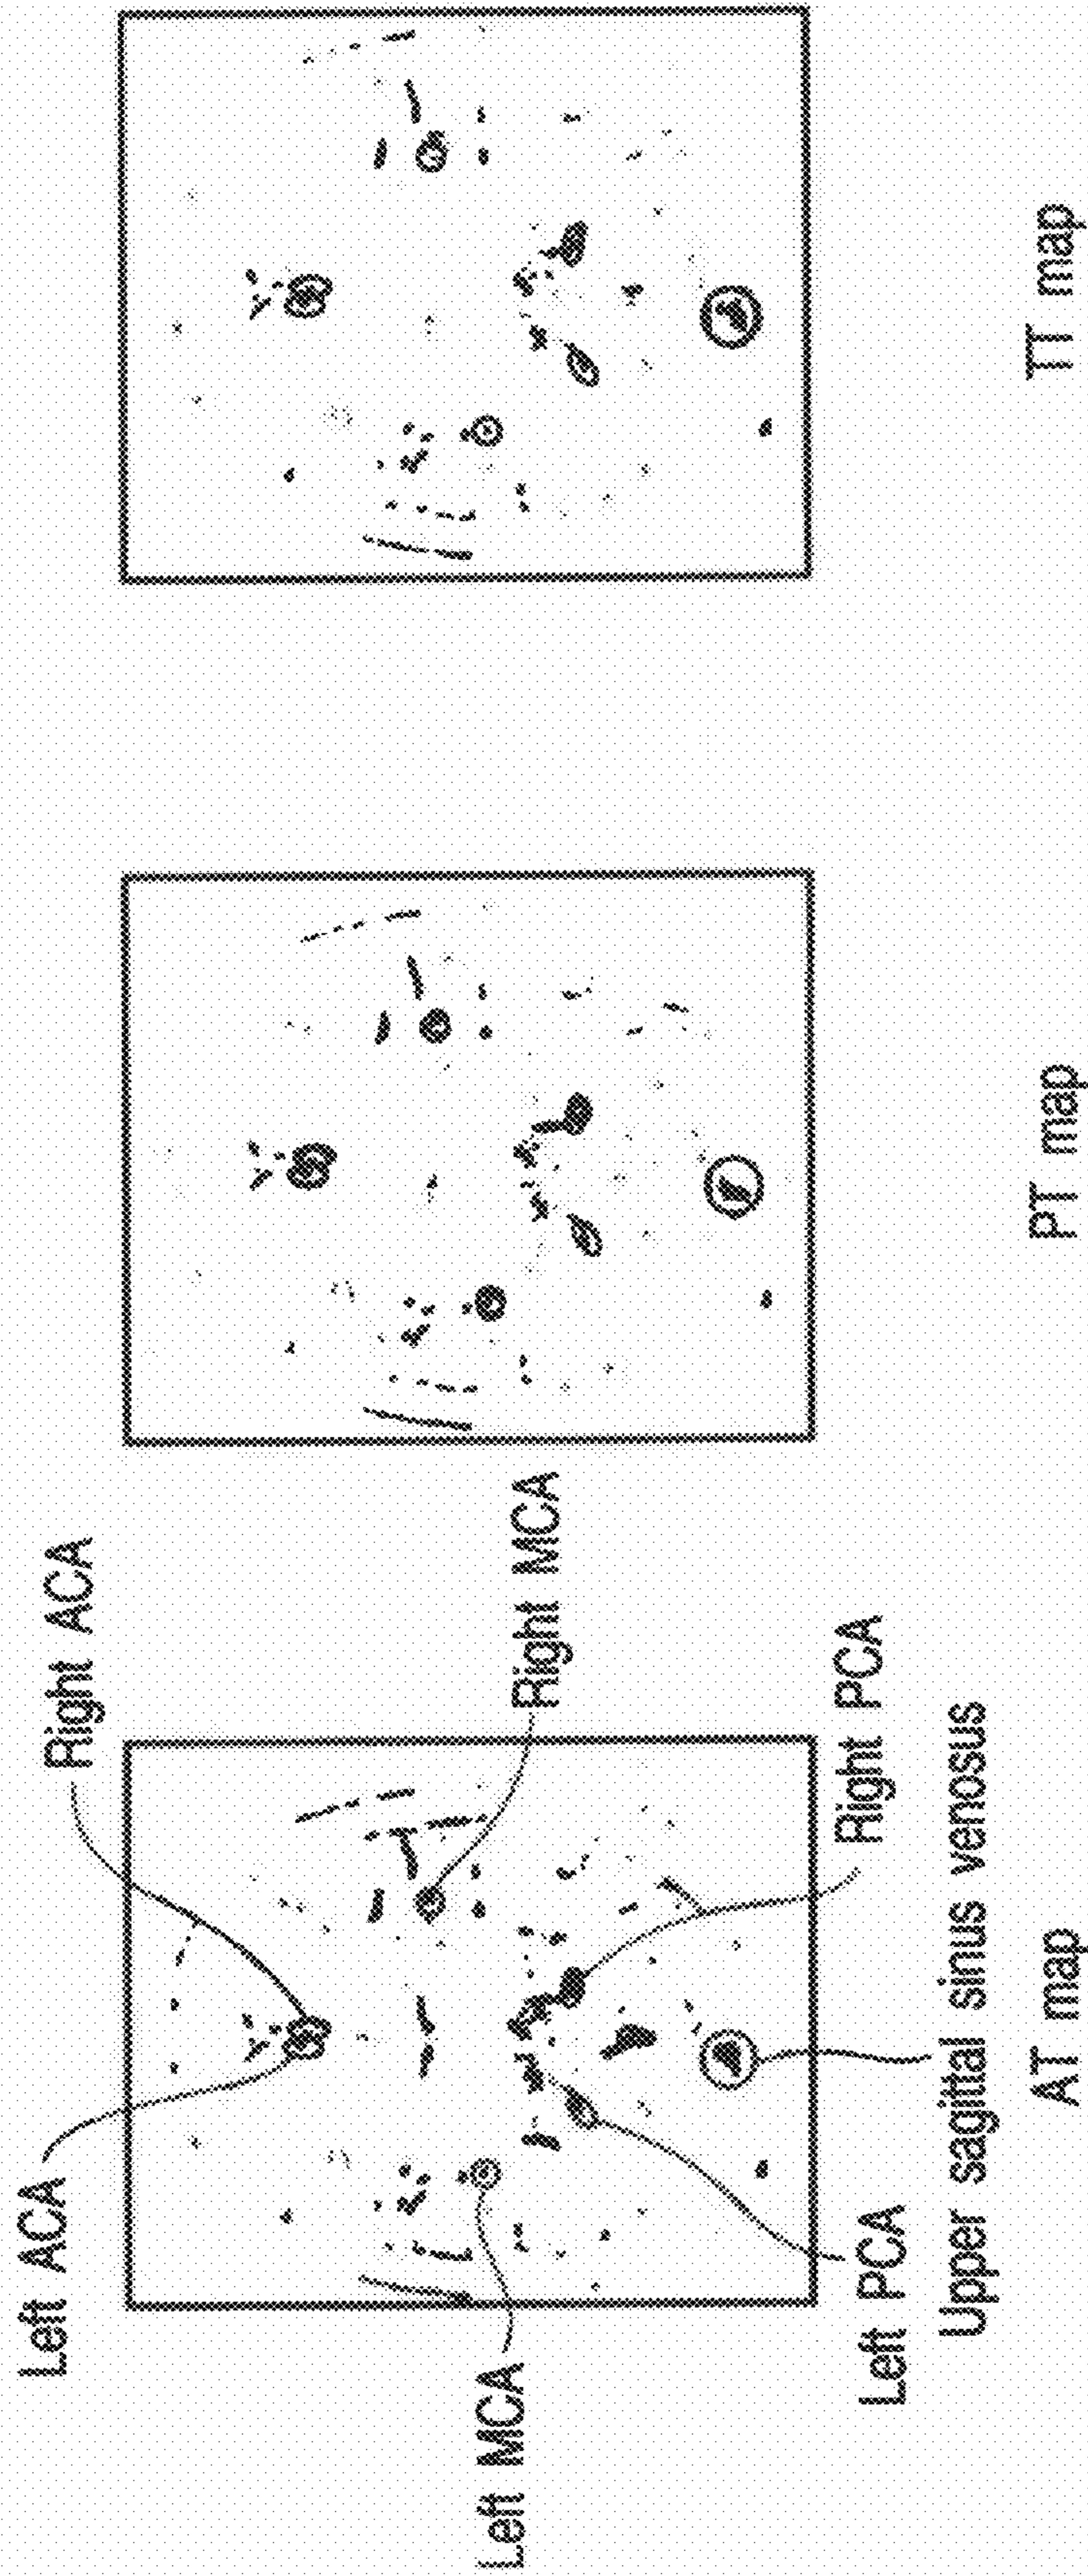 Left ACA
Right ACA
Left MCA
Right MCA
Left PCA
Right PCA
Upper sagittal sinus venosus
AT map
PT map
TT map